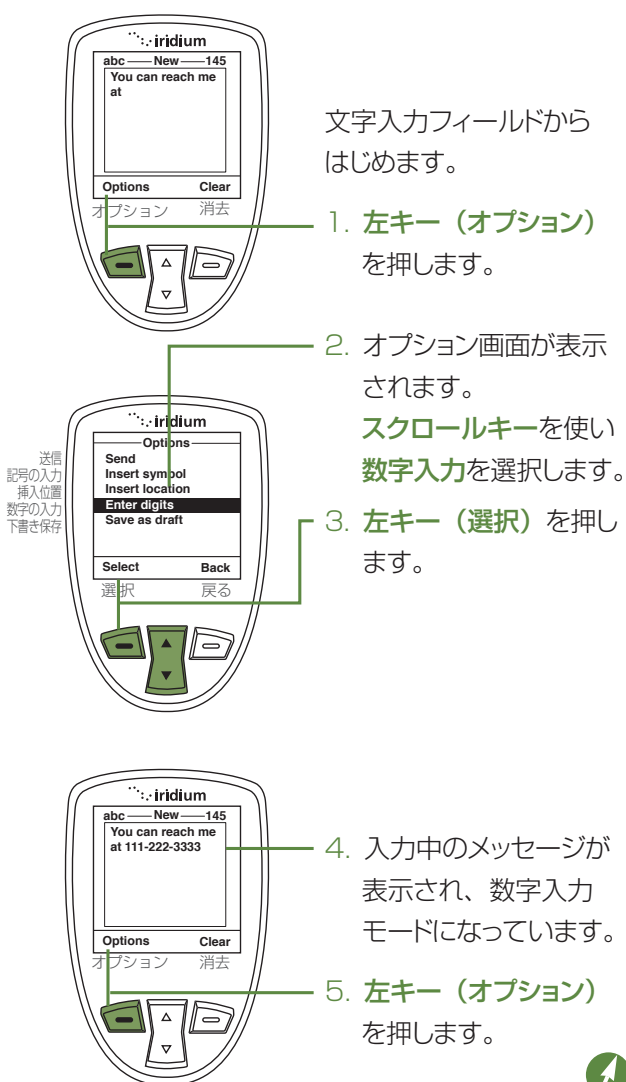 iridium
abc New 145
You can reach me
at
Options Clear
オプション 消去
文字入力フィールドから
はじめます。
1. 左キー（オプション）
を押します。
2. オプション画面が表示
されます。
スクロールキーを使い
数字入力を選択します。
3. 左キー（選択）を押し
ます。
iridium
Options
送信
記号の入力
挿入位置
数字の入力
下書き保存
Send
Insert symbol
Insert location
Enter digits
Save as draft
Select Back
選択 戻る
iridium
abc New 145
You can reach me
at 111-222-3333
Options Clear
オプション 消去
4. 入力中のメッセージが
表示され、数字入力
モードになっています。
5. 左キー（オプション）
を押します。